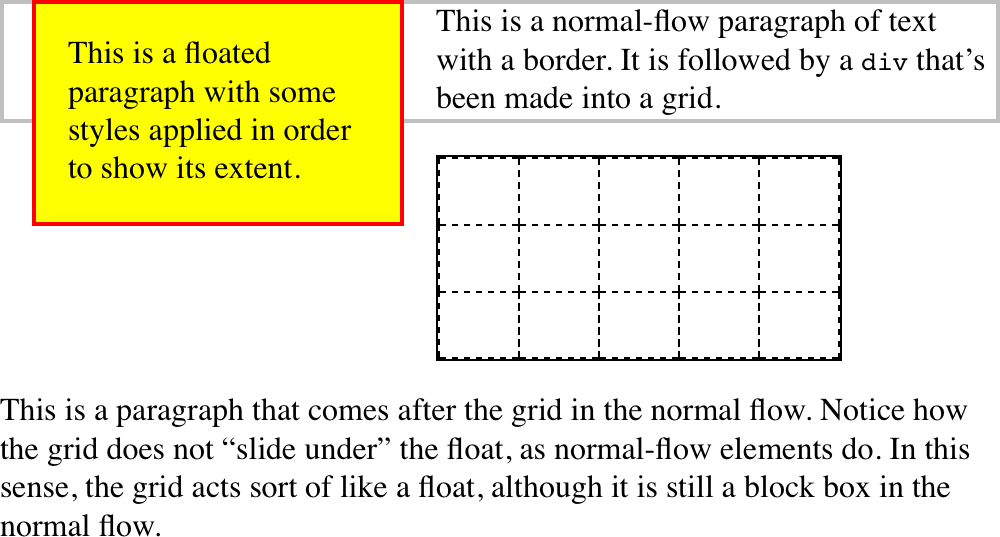 This is a floated
paragraph with some
styles applied in order
to show its extent.
This is a normal-flow paragraph of text
with a border. It is followed by a div that’s
been made into a grid.
This is a paragraph that comes after the grid in the normal flow. Notice how
the grid does not “slide under” the float, as normal-flow elements do. In this
sense, the grid acts sort of like a float, although it is still a block box in the
normal flow.